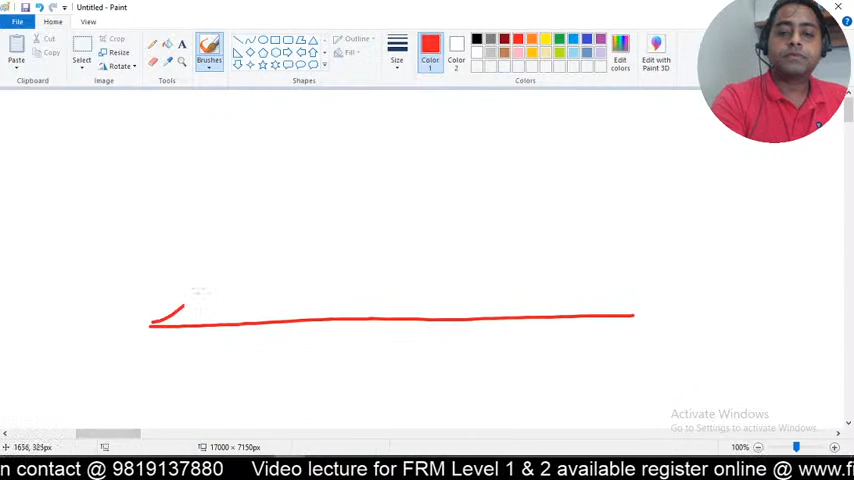 Untitled - Paint
File Home View
Paste
Cut
Copy
Clipboard
Select
Crop
Resize
Rotate
Image
A
Tools
Brushes
Outline
Fill
Shapes
Size
Color 1
Color 2
Edit colors
Edit with Paint 3D
Colors
Activate Windows
Go to Settings to activate Windows.
17000 × 7150px
100%
n contact @ 9819137880 Video lecture for FRM Level 1 & 2 available register online @ www.fi